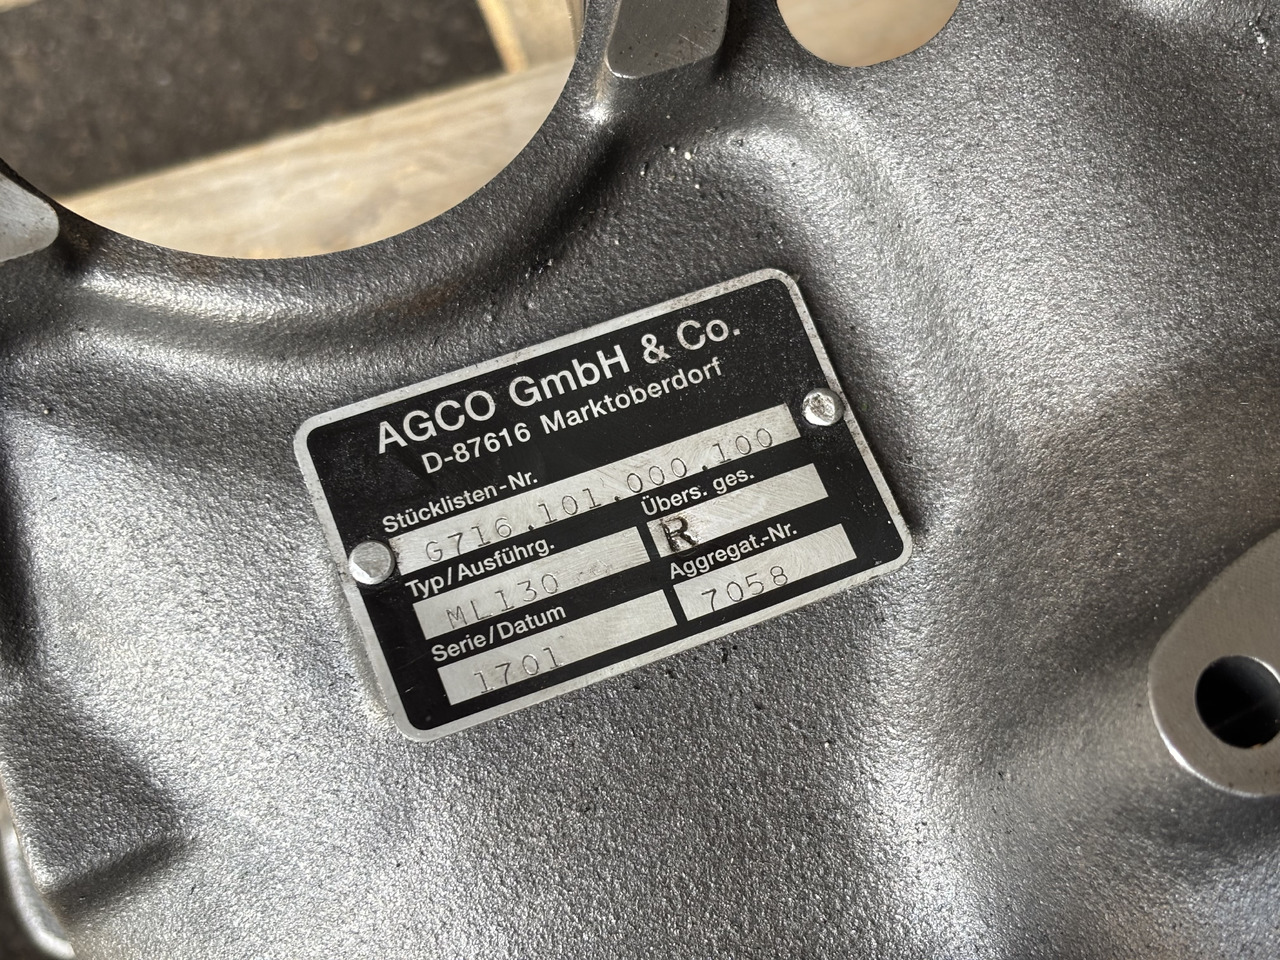 AGCO GmbH & Co.
D-87616 Marktoberdorf
Stücklisten-Nr.
G716.101.000.100
Typ/Ausführg.
Übers. ges.
ML130
R
Serie/Datum
Aggregat.-Nr.
1701
7058